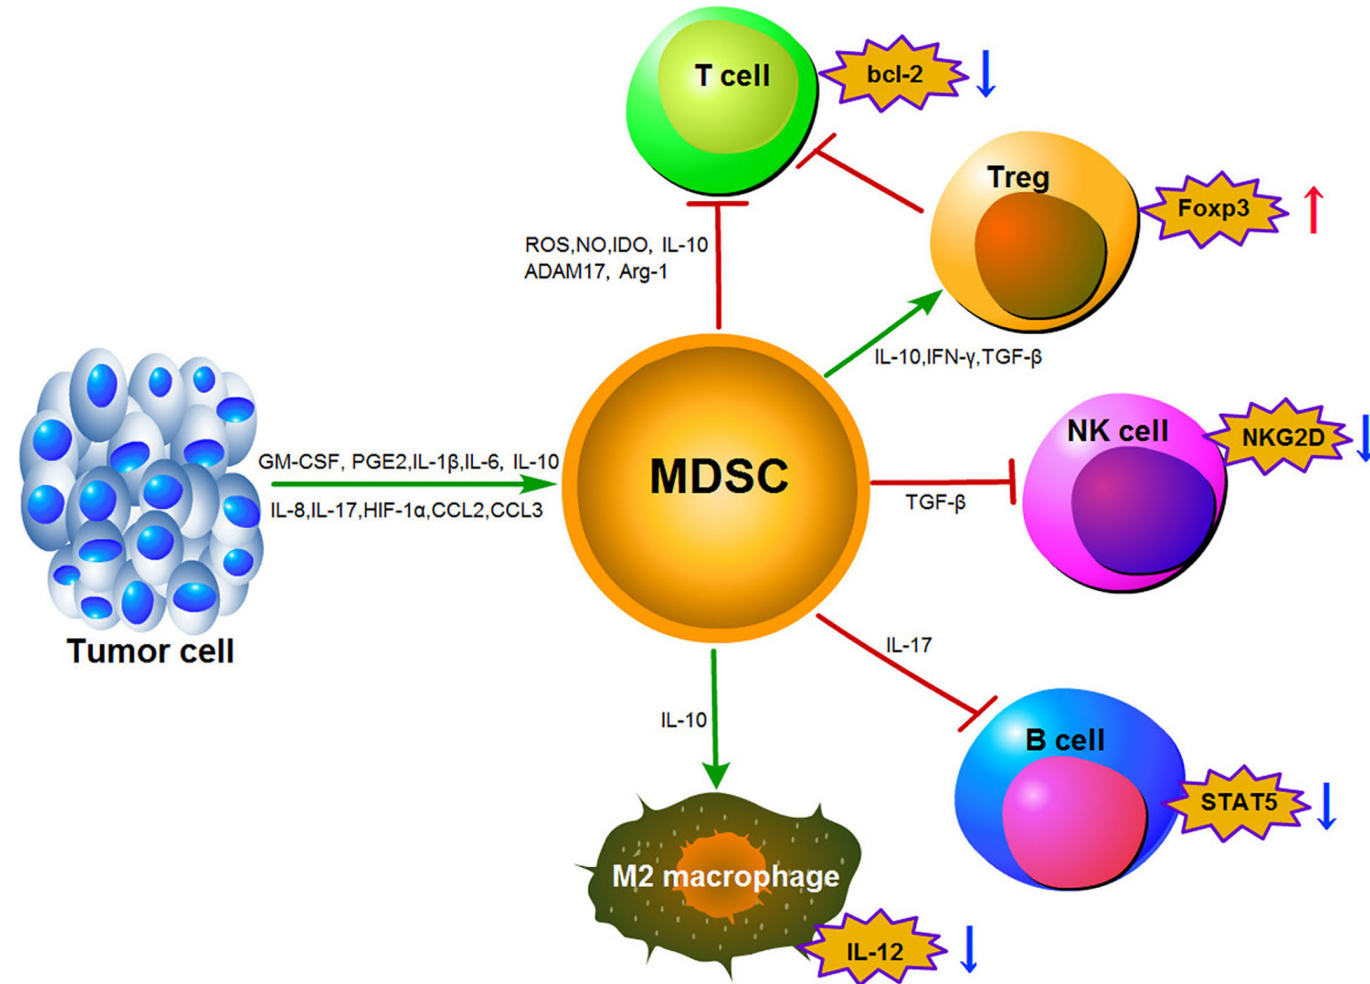 T cell
bcl-2
Treg
Foxp3
ROS,NO,IDO, IL-10
ADAM17, Arg-1
IL-10,IFN-γ,TGF-β
NK cell
NKG2D
GM-CSF, PGE2,IL-1β,IL-6, IL-10
IL-8,IL-17,HIF-1α,CCL2,CCL3
MDSC
TGF-β
Tumor cell
IL-17
IL-10
B cell
STAT5
M2 macrophage
IL-12